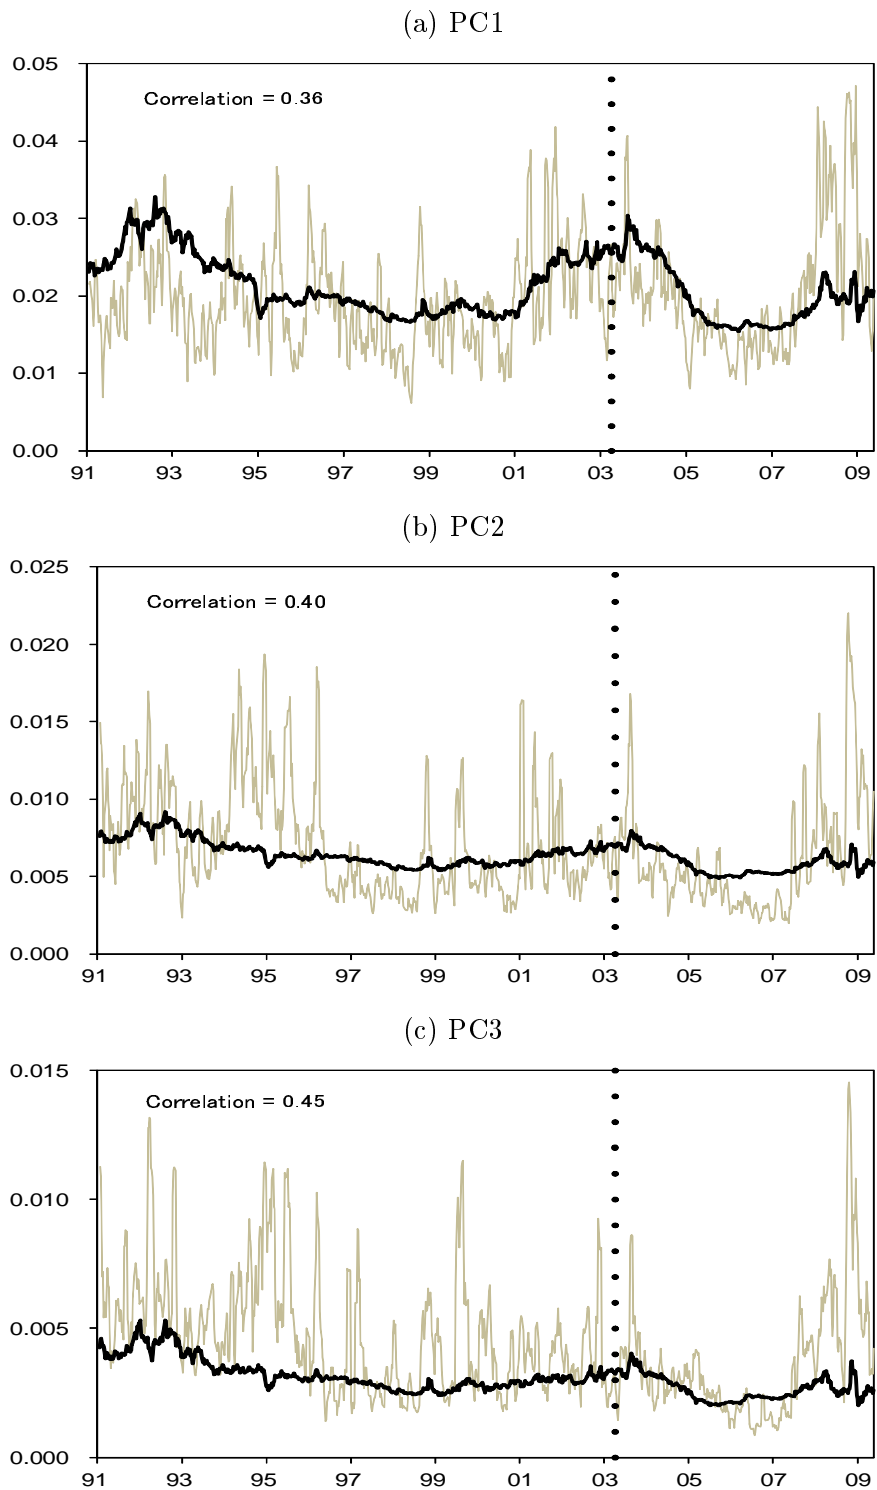 (a) PC1
0.05
Correlation = 0.36
0.04
0.03
0.02
0.01
0.00
91 93 95 97 99 01 03 05 07 09
(b) PC2
0.025
Correlation = 0.40
0.020
0.015
0.010
0.005
0.000
91 93 95 97 99 01 03 05 07 09
(c) PC3
0.015
Correlation = 0.45
0.010
0.005
0.000
91 93 95 97 99 01 03 05 07 09